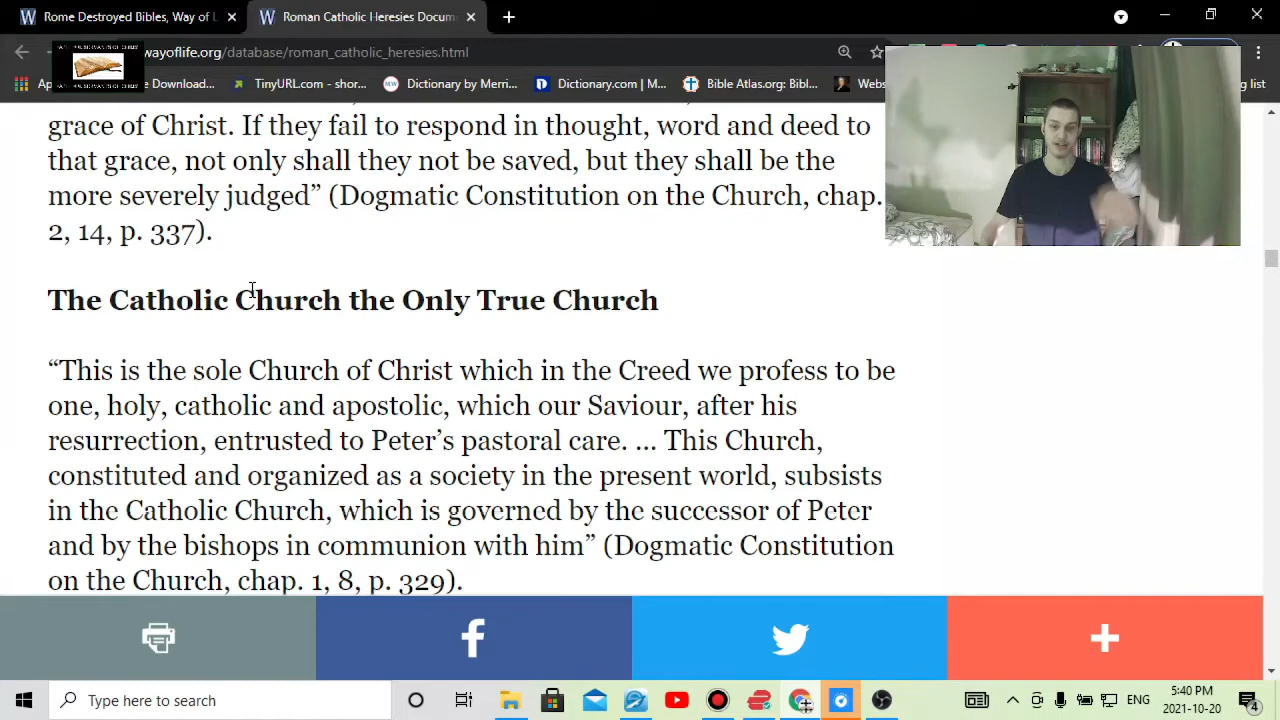 Rome Destroyed Bibles, Way of L
Roman Catholic Heresies Docum
wayoflife.org/database/roman_catholic_heresies.html
Ap
e Download...
TinyURL.com - shor...
Dictionary by Merri...
Dictionary.com | M...
Bible Atlas.org: Bibl...
Webs
g list
grace of Christ. If they fail to respond in thought, word and deed to
that grace, not only shall they not be saved, but they shall be the
more severely judged” (Dogmatic Constitution on the Church, chap.
2, 14, p. 337).
The Catholic Church the Only True Church
“This is the sole Church of Christ which in the Creed we profess to be
one, holy, catholic and apostolic, which our Saviour, after his
resurrection, entrusted to Peter’s pastoral care. … This Church,
constituted and organized as a society in the present world, subsists
in the Catholic Church, which is governed by the successor of Peter
and by the bishops in communion with him” (Dogmatic Constitution
on the Church, chap. 1, 8, p. 329).
Type here to search
ENG
5:40 PM
2021-10-20
4